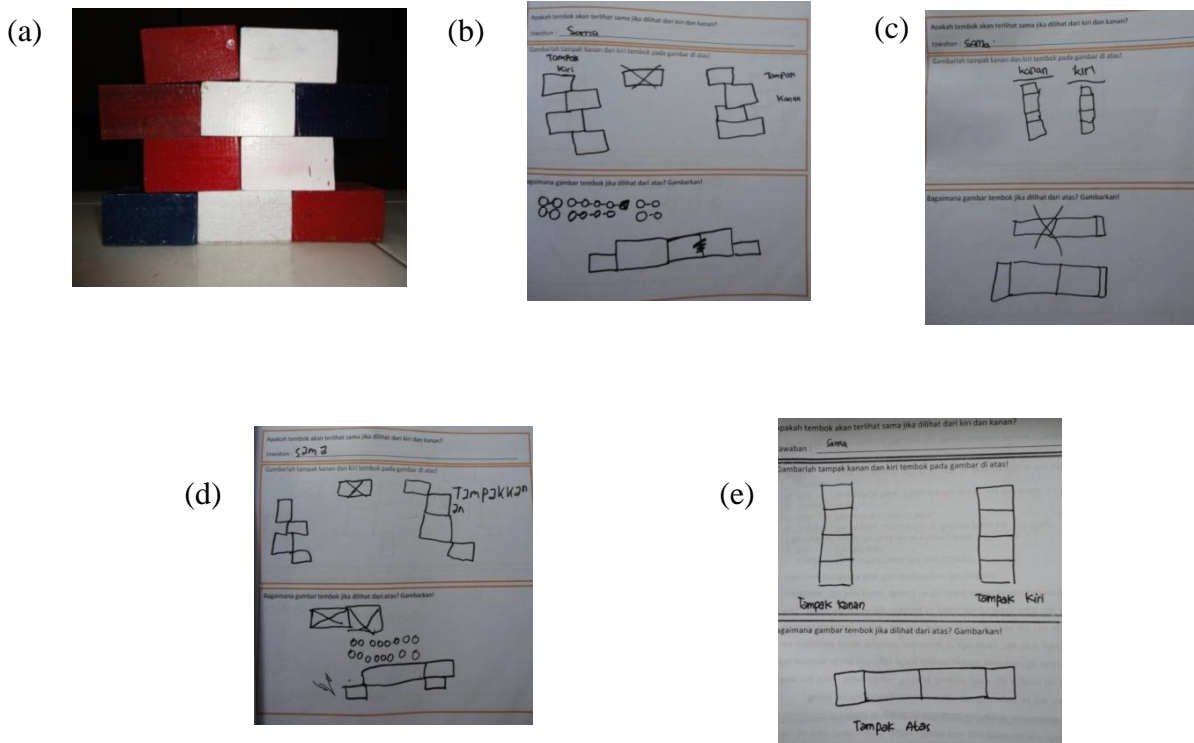 (a)
(b)
Apakah tembok akan terlihat sama jika dilihat dari kiri dan kanan?
Jawaban : Sama
Gambarlah tampak kanan dan kiri tembok pada gambar di atas!
Tampak
Kiri
Tampak
Kanan
agaimana gambar tembok jika dilihat dari atas? Gambarkan!
(c)
Apakah tembok akan terlihat sama jika dilihat dari kiri dan kanan?
Jawaban : Sama
Gambarlah tampak kanan dan kiri tembok pada gambar di atas!
kanan kiri
Bagaimana gambar tembok jika dilihat dari atas? Gambarkan!
(d)
Apakah tembok akan terlihat sama jika dilihat dari kiri dan kanan?
Jawaban : sama
Gambarlah tampak kanan dan kiri tembok pada gambar di atas!
Tampakkan
an
Bagaimana gambar tembok jika dilihat dari atas? Gambarkan!
(e)
pakah tembok akan terlihat sama jika dilihat dari kiri dan kanan?
awaban : Sama
Gambarlah tampak kanan dan kiri tembok pada gambar di atas!
Tampak kanan Tampak Kiri
agaimana gambar tembok jika dilihat dari atas? Gambarkan!
Tampak Atas